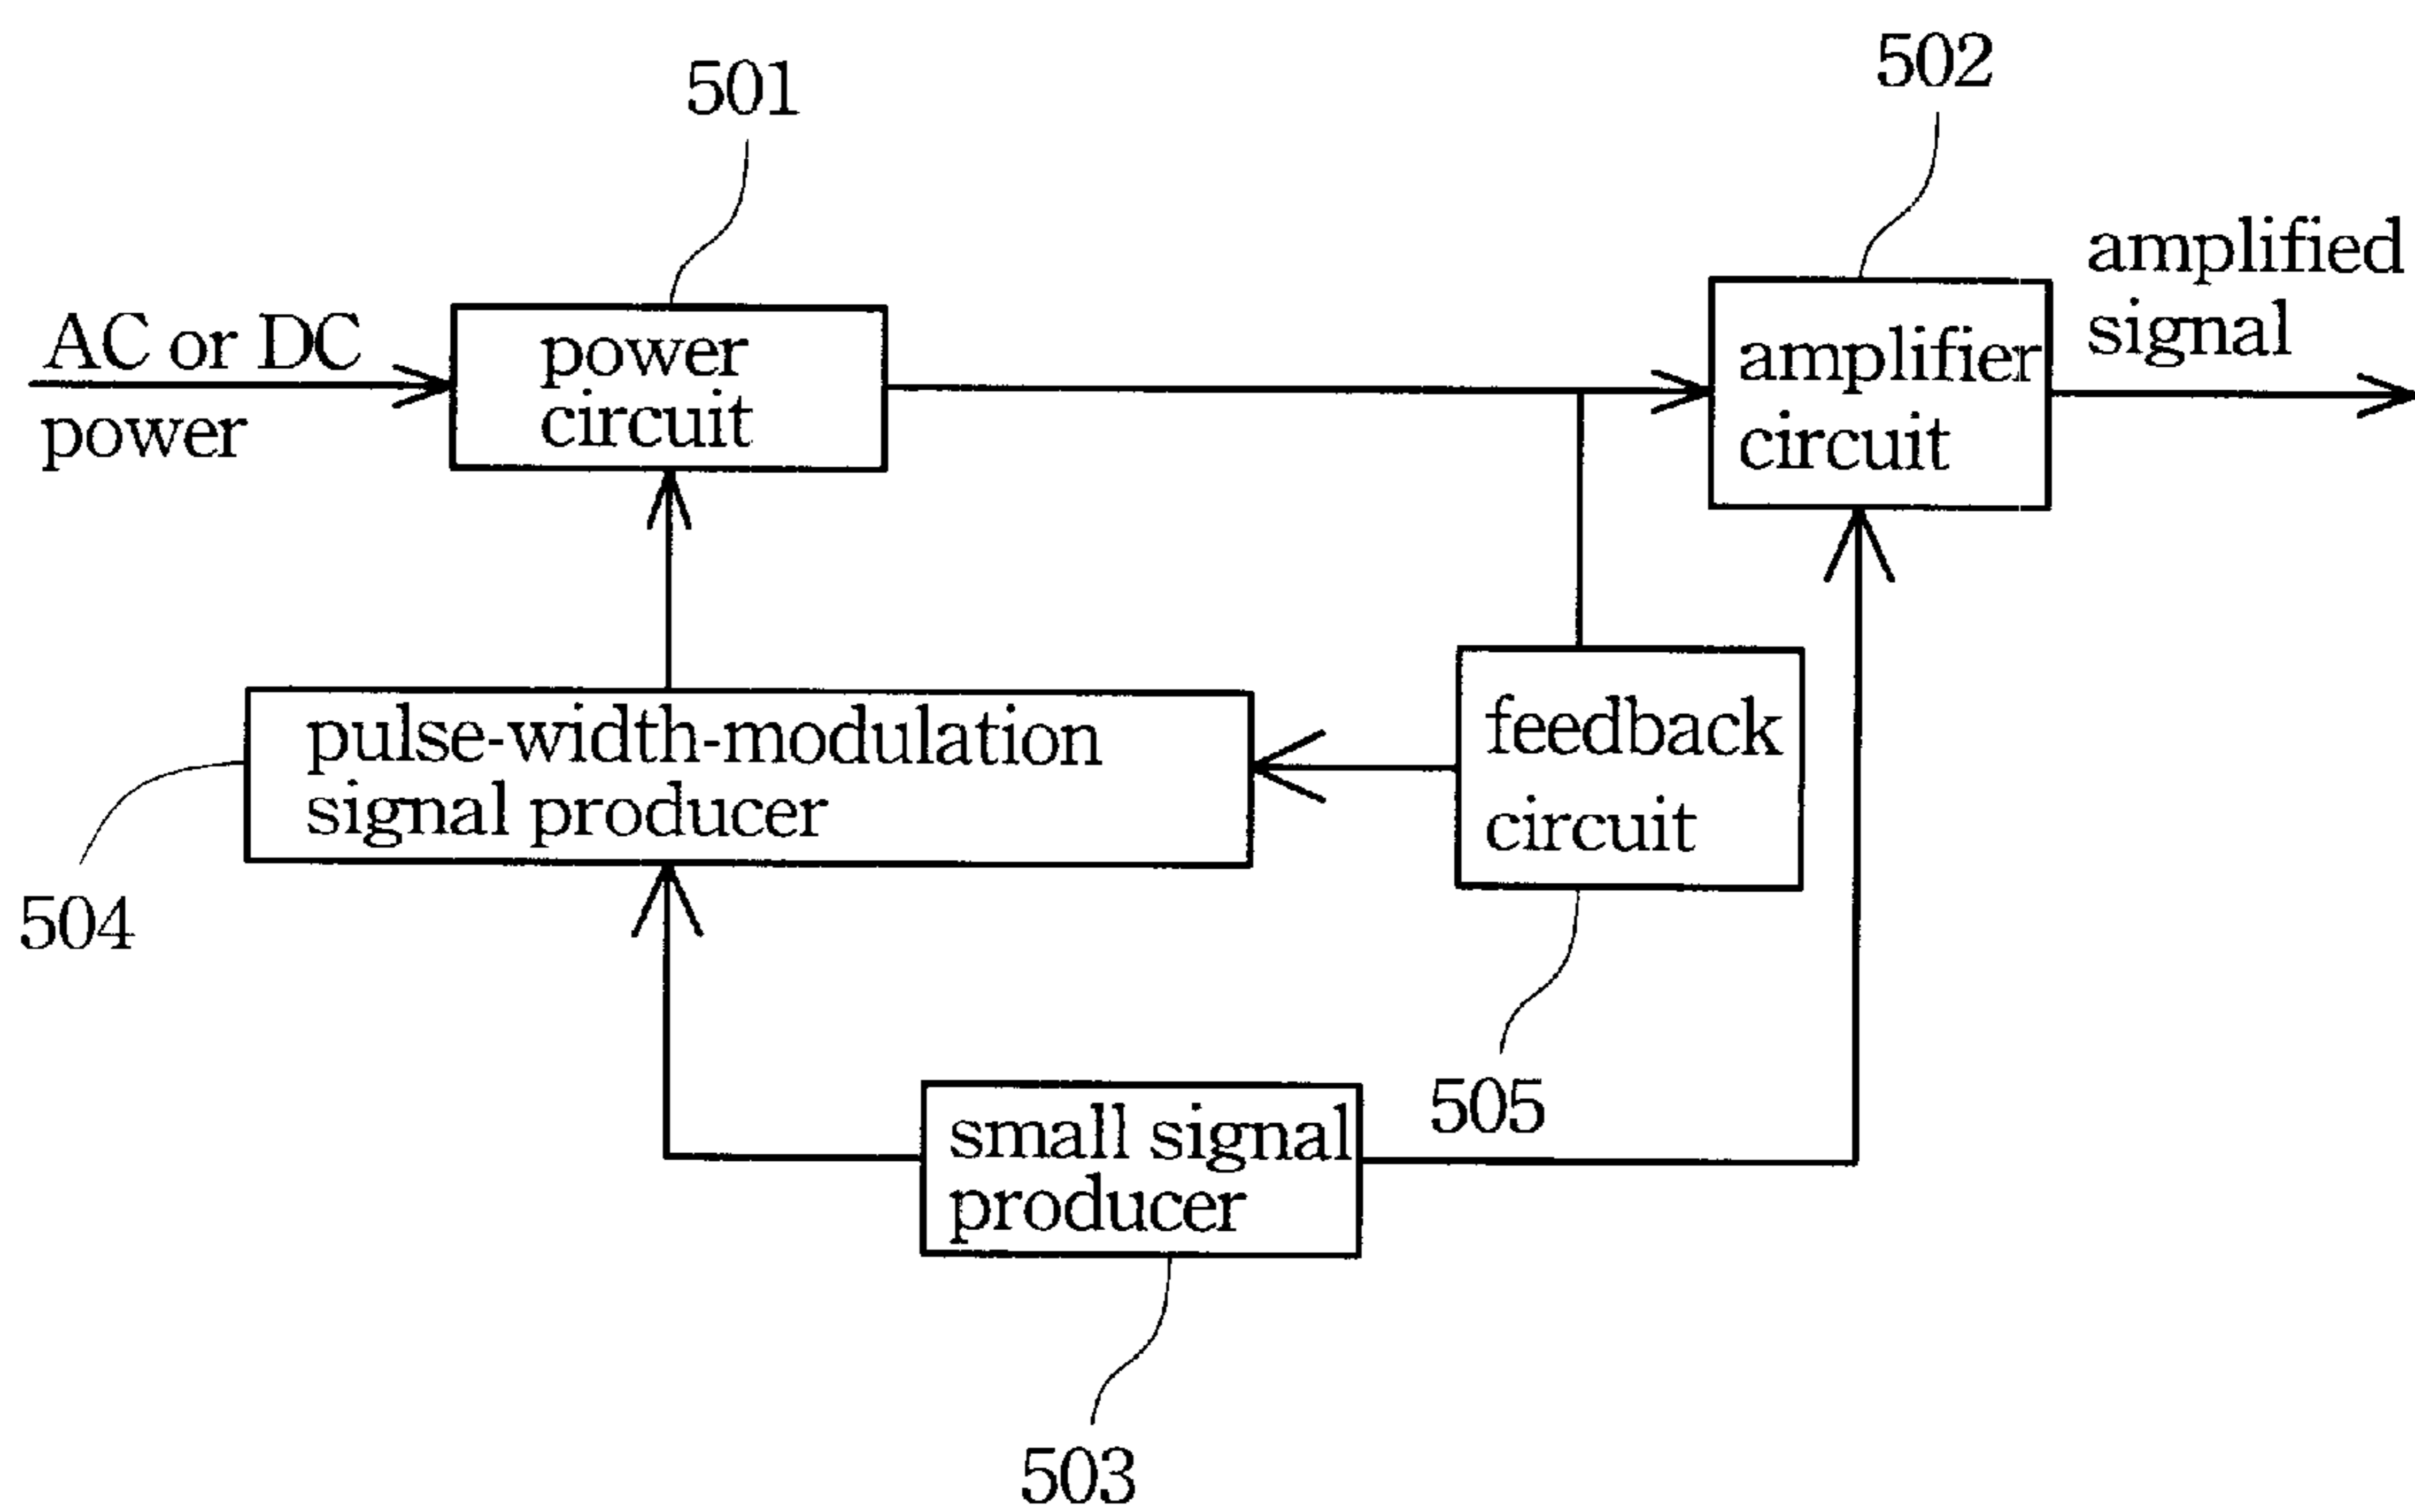 501
502
AC or DC
power
power
circuit
amplifier
circuit
amplified
signal
pulse-width-modulation
signal producer
feedback
circuit
504
505
small signal
producer
503